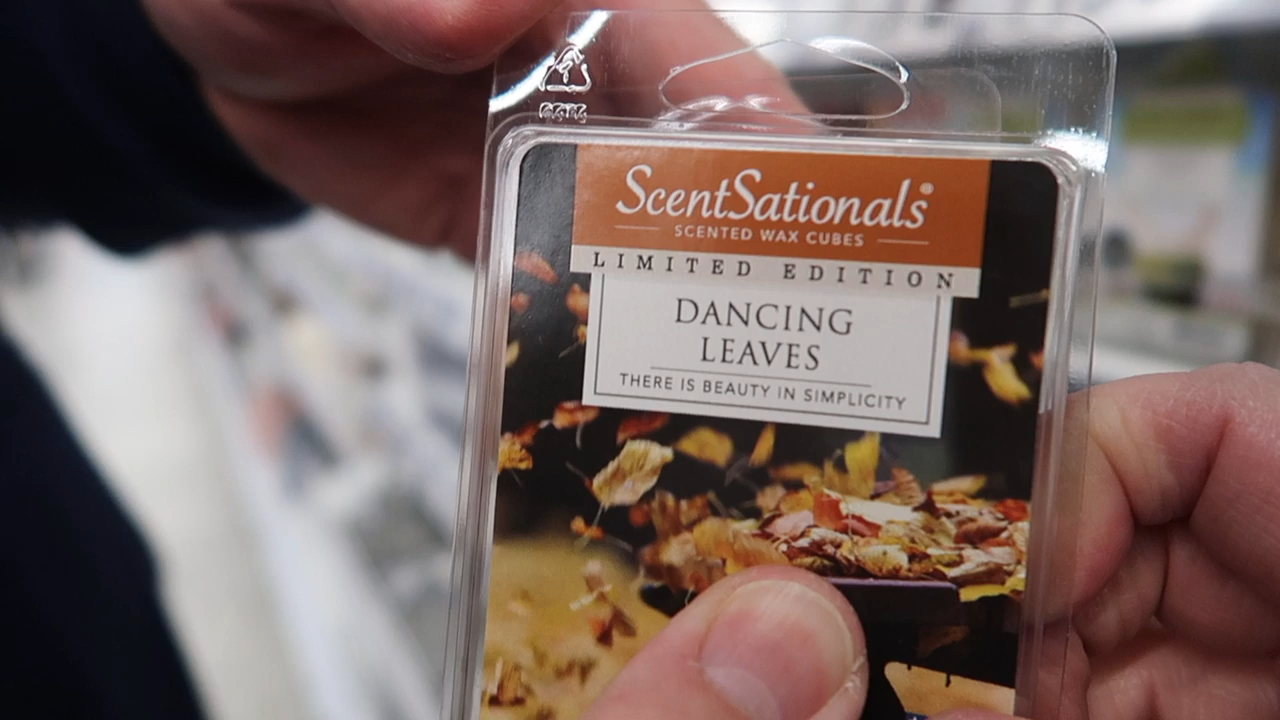 ScentSationals®
SCENTED WAX CUBES
LIMITED EDITION
DANCING
LEAVES
THERE IS BEAUTY IN SIMPLICITY